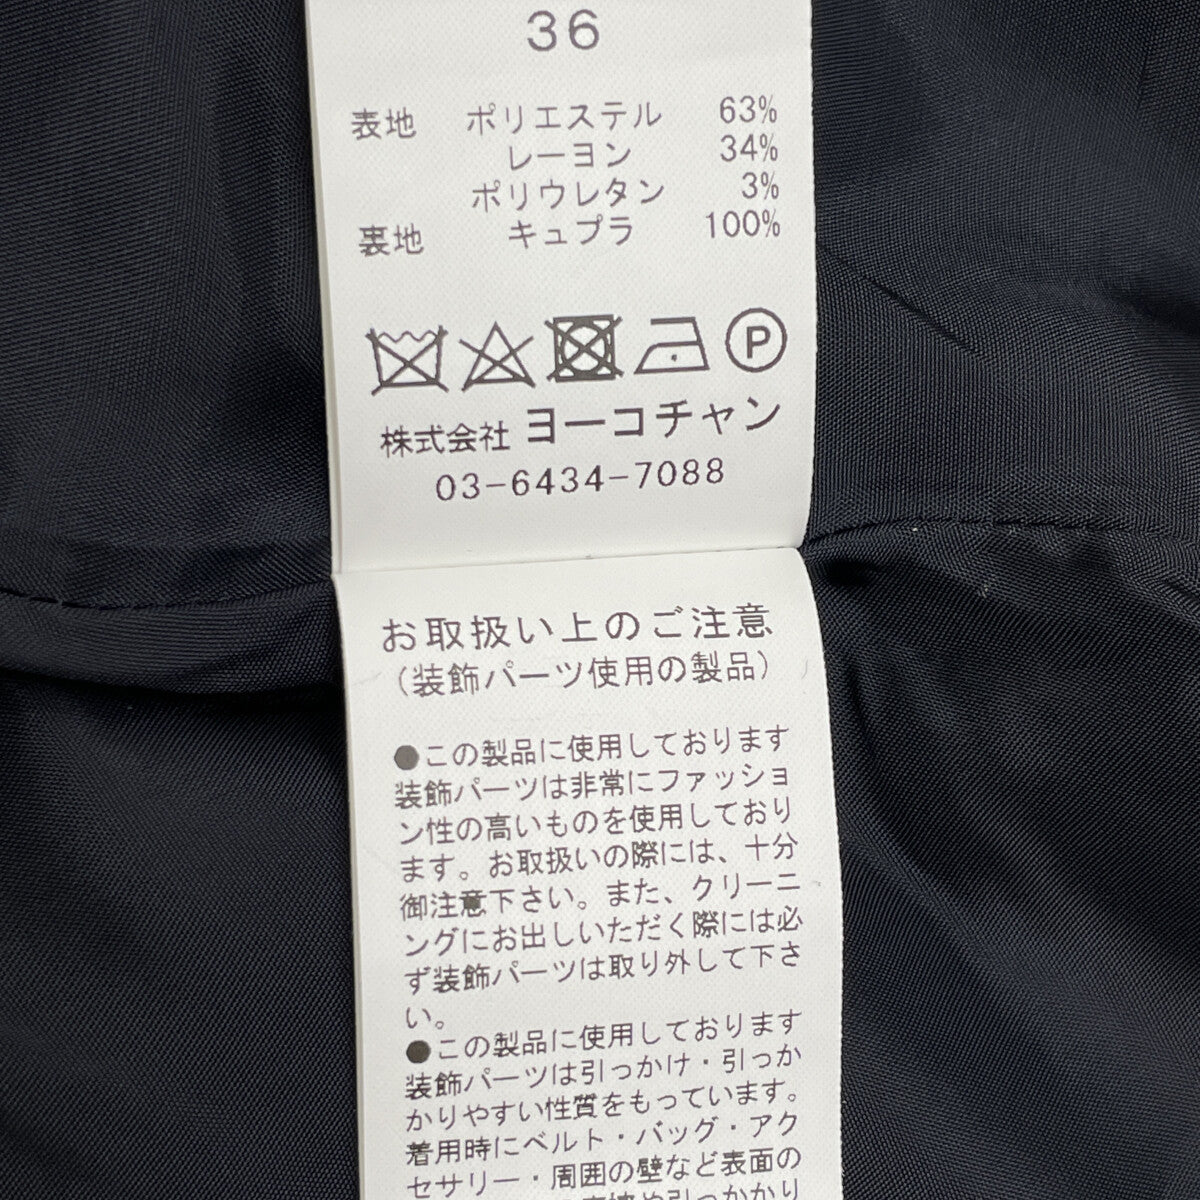 36
表地 ポリエステル 63%
レーヨン 34%
ポリウレタン 3%
裏地 キュプラ 100%
P
株式会社 ヨーコチャン
03-6434-7088
お取扱い上のご注意
（装飾パーツ使用の製品）
●この製品に使用しております
装飾パーツは非常にファッショ
ン性の高いものを使用しており
ます。お取扱いの際には、十分
御注意下さい。また、クリーニ
ングにお出しいただく際には必
ず装飾パーツは取り外して下さ
い。
●この製品に使用しております
装飾パーツは引っかけ・引っか
かりやすい性質をもっています。
着用時にベルト・バッグ・アク
セサリー・周囲の壁など表面の
や引っかかり